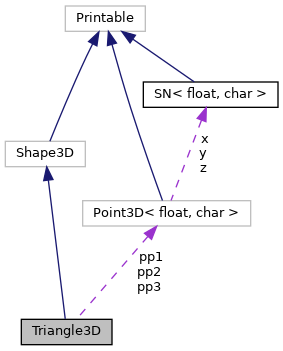 Printable
SN< float, char >
x
y
z
Shape3D
Point3D< float, char >
pp1
pp2
pp3
Triangle3D